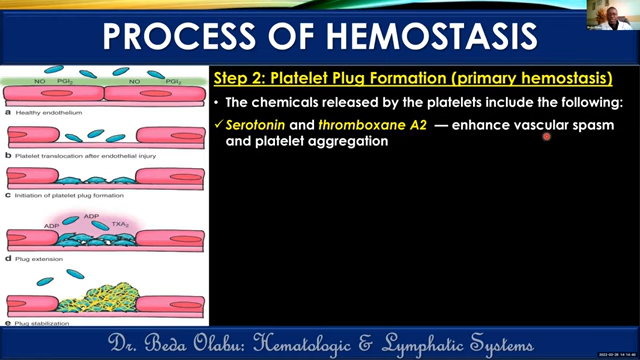 PROCESS OF HEMOSTASIS
NO PGI2 NO PGI2
a Healthy endothelium
b Platelet translocation after endothelial injury
c Initiation of platelet plug formation
ADP
ADP TXA2
d Plug extension
e Plug stabilization
Step 2: Platelet Plug Formation (primary hemostasis)
• The chemicals released by the platelets include the following:
✓ Serotonin and thromboxane A2 — enhance vascular spasm
and platelet aggregation
Dr. Beda Olabu: Hematologic & Lymphatic Systems